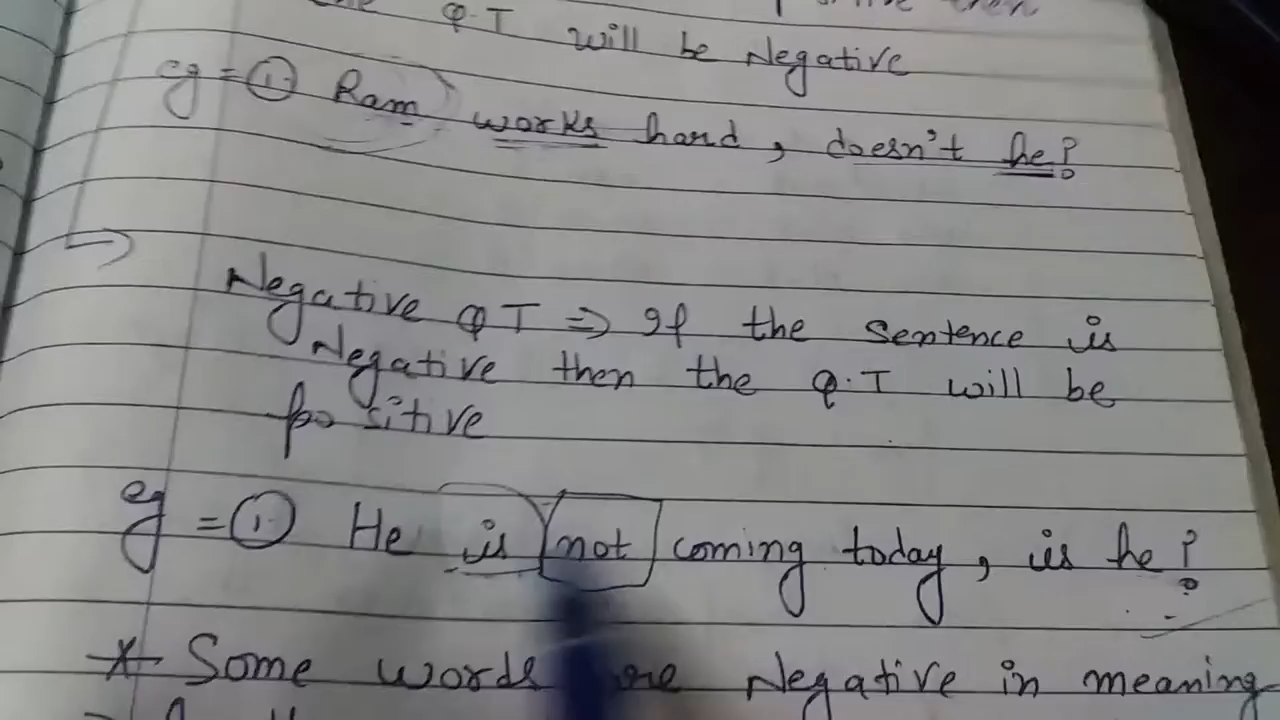 Q.T will be Negative
eg = ① Ram works hard, doesn't he?
Negative QT => If the sentence is
Negative then the Q.T will be
positive
eg = ① He is not coming today, is he?
* Some words are Negative in meaning